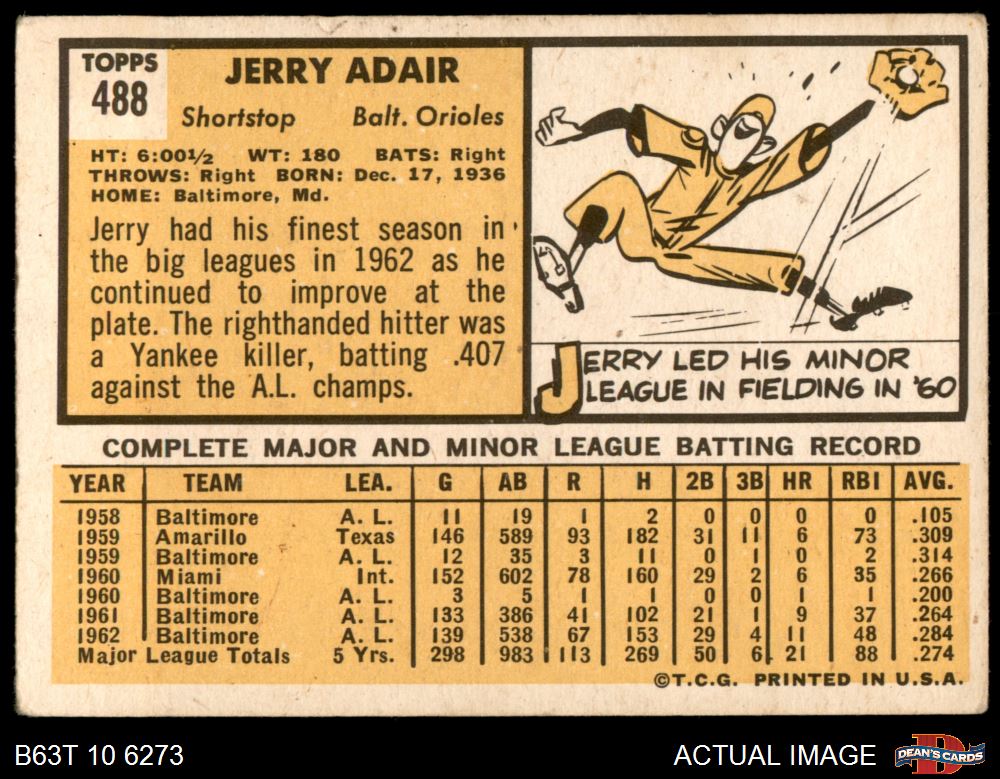 TOPPS
488
JERRY ADAIR
Shortstop Balt. Orioles
HT: 6:00½ WT: 180 BATS: Right
THROWS: Right BORN: Dec. 17, 1936
HOME: Baltimore, Md.
Jerry had his finest season in
the big leagues in 1962 as he
continued to improve at the
plate. The righthanded hitter was
a Yankee killer, batting .407
against the A.L. champs.
JERRY LED HIS MINOR
LEAGUE IN FIELDING IN '60
COMPLETE MAJOR AND MINOR LEAGUE BATTING RECORD
YEAR TEAM LEA. G AB R H 2B 3B HR RBI AVG.
1958 Baltimore A. L. 11 19 1 2 0 0 0 0 .105
1959 Amarillo Texas 146 589 93 182 31 11 6 73 .309
1959 Baltimore A. L. 12 35 3 11 0 1 0 2 .314
1960 Miami Int. 152 602 78 160 29 2 6 35 .266
1960 Baltimore A. L. 3 5 1 1 0 0 1 1 .200
1961 Baltimore A. L. 133 386 41 102 21 1 9 37 .264
1962 Baltimore A. L. 139 538 67 153 29 4 11 48 .284
Major League Totals 5 Yrs. 298 983 113 269 50 6 21 88 .274
©T.C.G. PRINTED IN U.S.A.
B63T 10 6273
ACTUAL IMAGE
DEAN'S CARDS